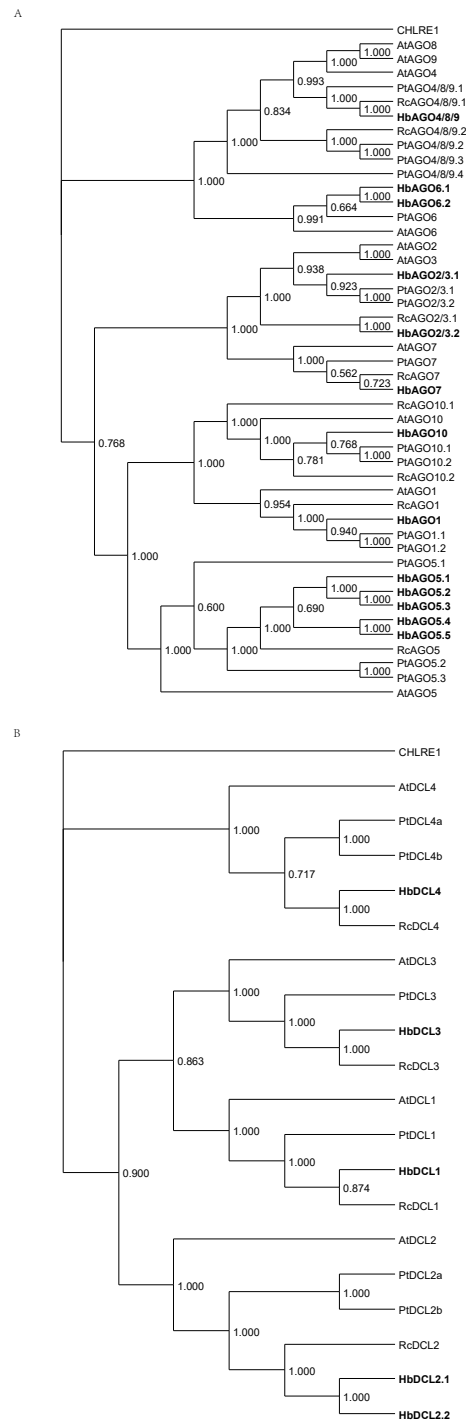 A
CHLRE1
AtAGO8
1.000
AtAGO9
1.000
AtAGO4
0.993
PtAGO4/8/9.1
1.000
RcAGO4/8/9.1
1.000
HbAGO4/8/9
0.834
RcAGO4/8/9.2
1.000
PtAGO4/8/9.2
1.000
PtAGO4/8/9.3
1.000
PtAGO4/8/9.4
1.000
HbAGO6.1
1.000
HbAGO6.2
0.664
PtAGO6
0.991
AtAGO6
AtAGO2
1.000
AtAGO3
0.938
HbAGO2/3.1
0.923
PtAGO2/3.1
1.000
PtAGO2/3.2
1.000
RcAGO2/3.1
1.000
HbAGO2/3.2
1.000
AtAGO7
1.000
PtAGO7
0.562
RcAGO7
0.723
HbAGO7
0.768
RcAGO10.1
1.000
AtAGO10
1.000
HbAGO10
0.768
PtAGO10.1
1.000
PtAGO10.2
0.781
RcAGO10.2
1.000
AtAGO1
0.954
RcAGO1
1.000
HbAGO1
0.940
PtAGO1.1
1.000
PtAGO1.2
1.000
PtAGO5.1
0.600
HbAGO5.1
1.000
HbAGO5.2
1.000
HbAGO5.3
0.690
HbAGO5.4
1.000
HbAGO5.5
1.000
1.000
1.000
RcAGO5
PtAGO5.2
1.000
PtAGO5.3
AtAGO5
B
CHLRE1
AtDCL4
1.000
PtDCL4a
1.000
PtDCL4b
0.717
HbDCL4
1.000
RcDCL4
AtDCL3
1.000
PtDCL3
1.000
HbDCL3
1.000
RcDCL3
0.863
AtDCL1
1.000
PtDCL1
1.000
HbDCL1
0.874
RcDCL1
0.900
AtDCL2
1.000
PtDCL2a
1.000
PtDCL2b
1.000
RcDCL2
1.000
HbDCL2.1
1.000
HbDCL2.2